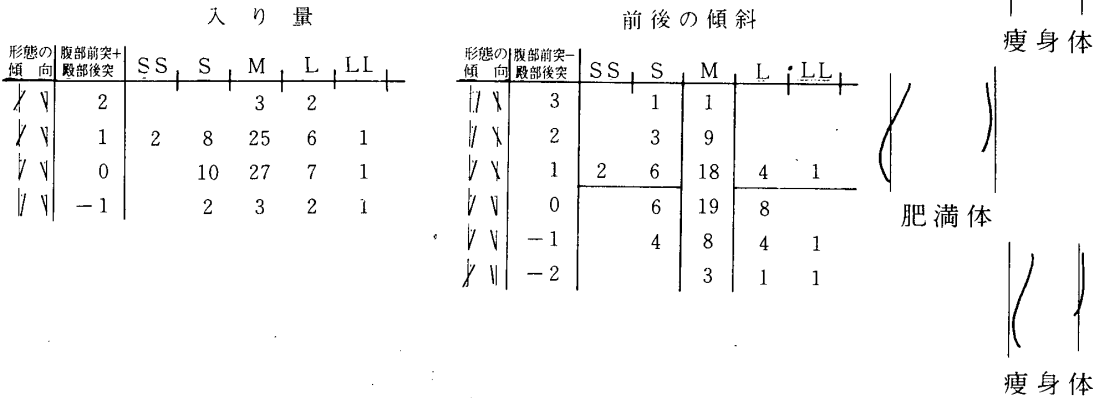 入り量
形態の傾向 腹部前突+殿部後突 SS S M L LL
2 3 2
1 2 8 25 6 1
0 10 27 7 1
−1 2 3 2 1
前後の傾斜
形態の傾向 腹部前突−殿部後突 SS S M L LL
3 1 1
2 3 9
1 2 6 18 4 1
0 6 19 8
−1 4 8 4 1
−2 3 1 1
痩身体
肥満体
痩身体